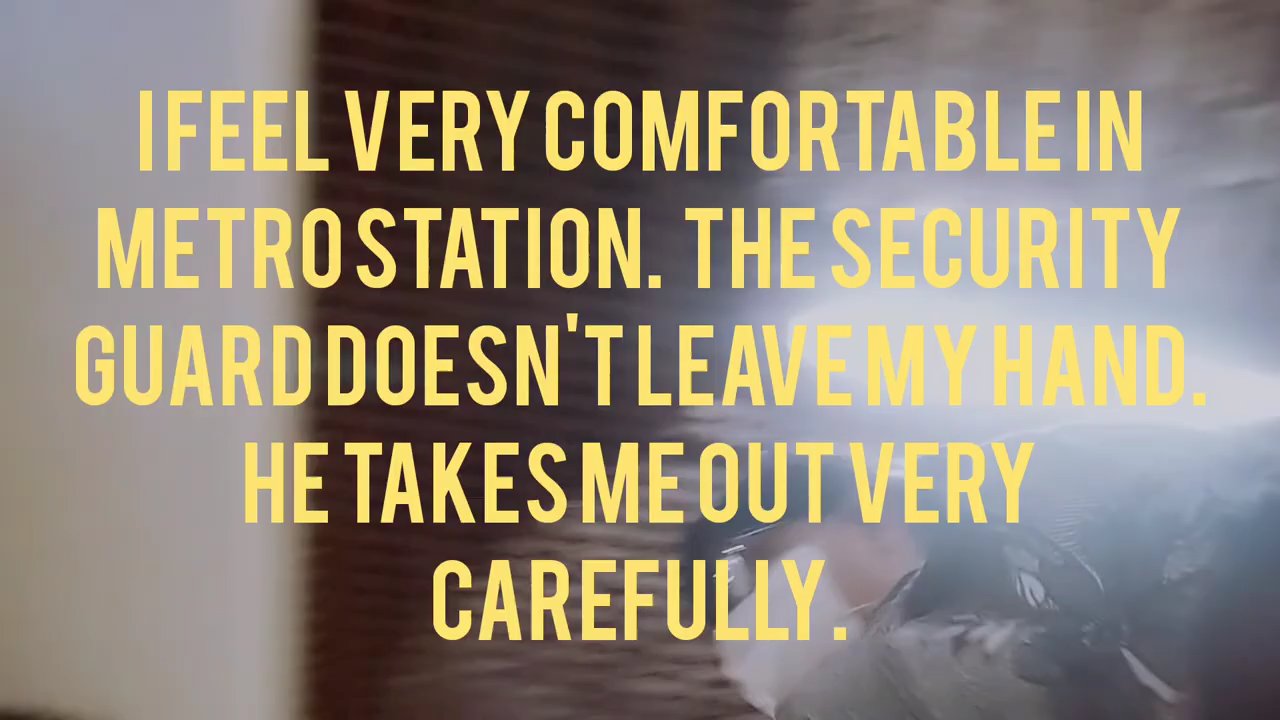 I FEEL VERY COMFORTABLE IN
METRO STATION. THE SECURITY
GUARD DOESN'T LEAVE MY HAND.
HE TAKES ME OUT VERY
CAREFULLY.